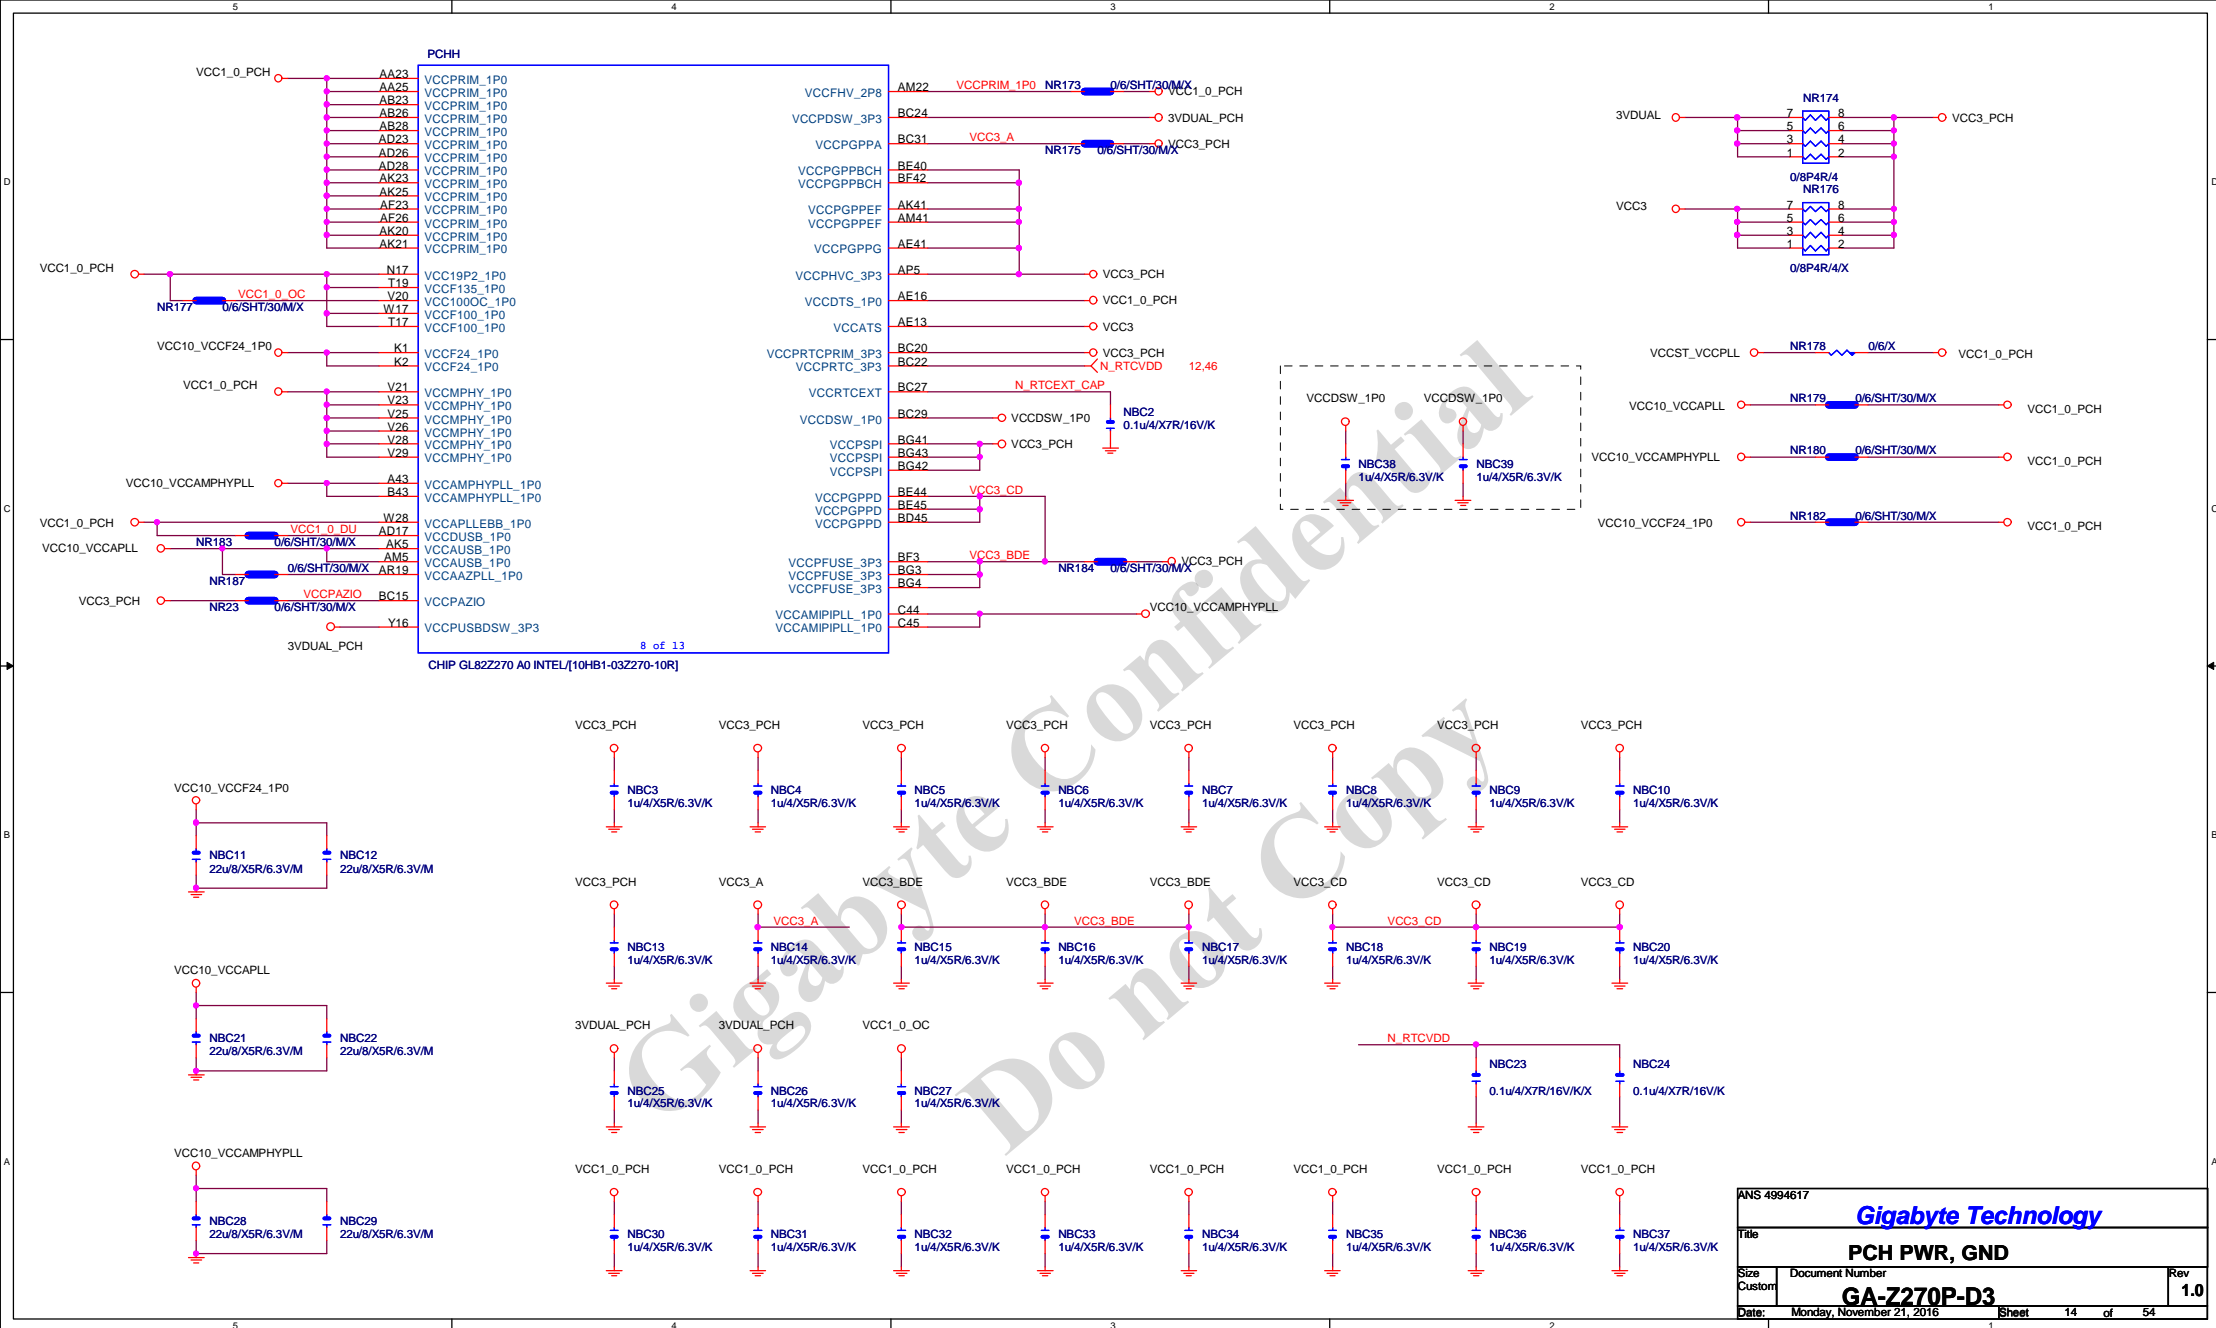 5 4 3 2 1
PCHH
VCC1_0_PCH
AA23 VCCPRIM_1P0
AA25 VCCPRIM_1P0
AB23 VCCPRIM_1P0
AB26 VCCPRIM_1P0
AB28 VCCPRIM_1P0
AD23 VCCPRIM_1P0
AD26 VCCPRIM_1P0
AD28 VCCPRIM_1P0
AK23 VCCPRIM_1P0
AK25 VCCPRIM_1P0
AF23 VCCPRIM_1P0
AF26 VCCPRIM_1P0
AK20 VCCPRIM_1P0
AK21 VCCPRIM_1P0
VCC1_0_PCH
N17 VCC19P2_1P0
T19 VCCF135_1P0
VCC1_0_OC V20 VCC100OC_1P0
NR177 0/6/SHT/30/M/X
W17 VCCF100_1P0
T17 VCCF100_1P0
VCC10_VCCF24_1P0
K1 VCCF24_1P0
K2 VCCF24_1P0
VCC1_0_PCH
V21 VCCMPHY_1P0
V23 VCCMPHY_1P0
V25 VCCMPHY_1P0
V26 VCCMPHY_1P0
V28 VCCMPHY_1P0
V29 VCCMPHY_1P0
VCC10_VCCAMPHYPLL
A43 VCCAMPHYPLL_1P0
B43 VCCAMPHYPLL_1P0
VCC1_0_PCH
W28 VCCAPLLEBB_1P0
VCC1_0_DU AD17 VCCDUSB_1P0
NR183 0/6/SHT/30/M/X
VCC10_VCCAPLL
AK5 VCCAUSB_1P0
AM5 VCCAUSB_1P0
AR19 VCCAAZPLL_1P0
NR187 0/6/SHT/30/M/X
VCC3_PCH VCCPAZIO BC15 VCCPAZIO
NR23 0/6/SHT/30/M/X
Y16 VCCPUSBDSW_3P3
3VDUAL_PCH
VCCFHV_2P8 AM22 VCCPRIM_1P0 NR173 0/6/SHT/30/M/X VCC1_0_PCH
VCCPDSW_3P3 BC24 3VDUAL_PCH
VCCPGPPA BC31 VCC3_A NR175 0/6/SHT/30/M/X VCC3_PCH
VCCPGPPBCH BE40
VCCPGPPBCH BF42
VCCPGPPEF AK41
VCCPGPPEF AM41
VCCPGPPG AE41
VCCPHVC_3P3 AP5 VCC3_PCH
VCCDTS_1P0 AE16 VCC1_0_PCH
VCCATS AE13 VCC3
VCCPRTCPRIM_3P3 BC20 VCC3_PCH
VCCPRTC_3P3 BC22 N_RTCVDD 12,46
VCCRTCEXT BC27 N_RTCEXT_CAP
NBC2
0.1u/4/X7R/16V/K
VCCDSW_1P0 BC29 VCCDSW_1P0
VCCPSPI BG41 VCC3_PCH
VCCPSPI BG43
VCCPSPI BG42
VCCPGPPD BE44 VCC3_CD
VCCPGPPD BE45
VCCPGPPD BD45
VCCPFUSE_3P3 BF3 VCC3_BDE NR184 0/6/SHT/30/M/X VCC3_PCH
VCCPFUSE_3P3 BG3
VCCPFUSE_3P3 BG4
VCCAMIPIPLL_1P0 C44 VCC10_VCCAMPHYPLL
VCCAMIPIPLL_1P0 C45
8 of 13
CHIP GL82Z270 A0 INTEL/[10HB1-03Z270-10R]
NR174
3VDUAL 7 8 VCC3_PCH
5 6
3 4
1 2
0/8P4R/4
NR176
VCC3 7 8
5 6
3 4
1 2
0/8P4R/4/X
VCCDSW_1P0 VCCDSW_1P0
NBC38 NBC39
1u/4/X5R/6.3V/K 1u/4/X5R/6.3V/K
VCCST_VCCPLL NR178 0/6/X VCC1_0_PCH
VCC10_VCCAPLL NR179 0/6/SHT/30/M/X VCC1_0_PCH
VCC10_VCCAMPHYPLL NR180 0/6/SHT/30/M/X VCC1_0_PCH
VCC10_VCCF24_1P0 NR182 0/6/SHT/30/M/X VCC1_0_PCH
VCC3_PCH VCC3_PCH VCC3_PCH VCC3_PCH VCC3_PCH VCC3_PCH VCC3_PCH VCC3_PCH
NBC3 NBC4 NBC5 NBC6 NBC7 NBC8 NBC9 NBC10
1u/4/X5R/6.3V/K 1u/4/X5R/6.3V/K 1u/4/X5R/6.3V/K 1u/4/X5R/6.3V/K 1u/4/X5R/6.3V/K 1u/4/X5R/6.3V/K 1u/4/X5R/6.3V/K 1u/4/X5R/6.3V/K
VCC10_VCCF24_1P0
NBC11 NBC12
22u/8/X5R/6.3V/M 22u/8/X5R/6.3V/M
VCC3_PCH VCC3_A VCC3_BDE VCC3_BDE VCC3_BDE VCC3_CD VCC3_CD VCC3_CD
VCC3_A VCC3_BDE VCC3_CD
NBC13 NBC14 NBC15 NBC16 NBC17 NBC18 NBC19 NBC20
1u/4/X5R/6.3V/K 1u/4/X5R/6.3V/K 1u/4/X5R/6.3V/K 1u/4/X5R/6.3V/K 1u/4/X5R/6.3V/K 1u/4/X5R/6.3V/K 1u/4/X5R/6.3V/K 1u/4/X5R/6.3V/K
VCC10_VCCAPLL
NBC21 NBC22
22u/8/X5R/6.3V/M 22u/8/X5R/6.3V/M
3VDUAL_PCH 3VDUAL_PCH VCC1_0_OC
NBC25 NBC26 NBC27
1u/4/X5R/6.3V/K 1u/4/X5R/6.3V/K 1u/4/X5R/6.3V/K
N_RTCVDD
NBC23 NBC24
0.1u/4/X7R/16V/K/X 0.1u/4/X7R/16V/K
VCC10_VCCAMPHYPLL
NBC28 NBC29
22u/8/X5R/6.3V/M 22u/8/X5R/6.3V/M
VCC1_0_PCH VCC1_0_PCH VCC1_0_PCH VCC1_0_PCH VCC1_0_PCH VCC1_0_PCH VCC1_0_PCH VCC1_0_PCH
NBC30 NBC31 NBC32 NBC33 NBC34 NBC35 NBC36 NBC37
1u/4/X5R/6.3V/K 1u/4/X5R/6.3V/K 1u/4/X5R/6.3V/K 1u/4/X5R/6.3V/K 1u/4/X5R/6.3V/K 1u/4/X5R/6.3V/K 1u/4/X5R/6.3V/K 1u/4/X5R/6.3V/K
Gigabyte Confidential
Do not Copy
D D
C C
B B
A A
ANS 4994617
Gigabyte Technology
Title
PCH PWR, GND
Size Document Number Rev
Custom GA-Z270P-D3 1.0
Date: Monday, November 21, 2016 Sheet 14 of 54
5 4 3 2 1